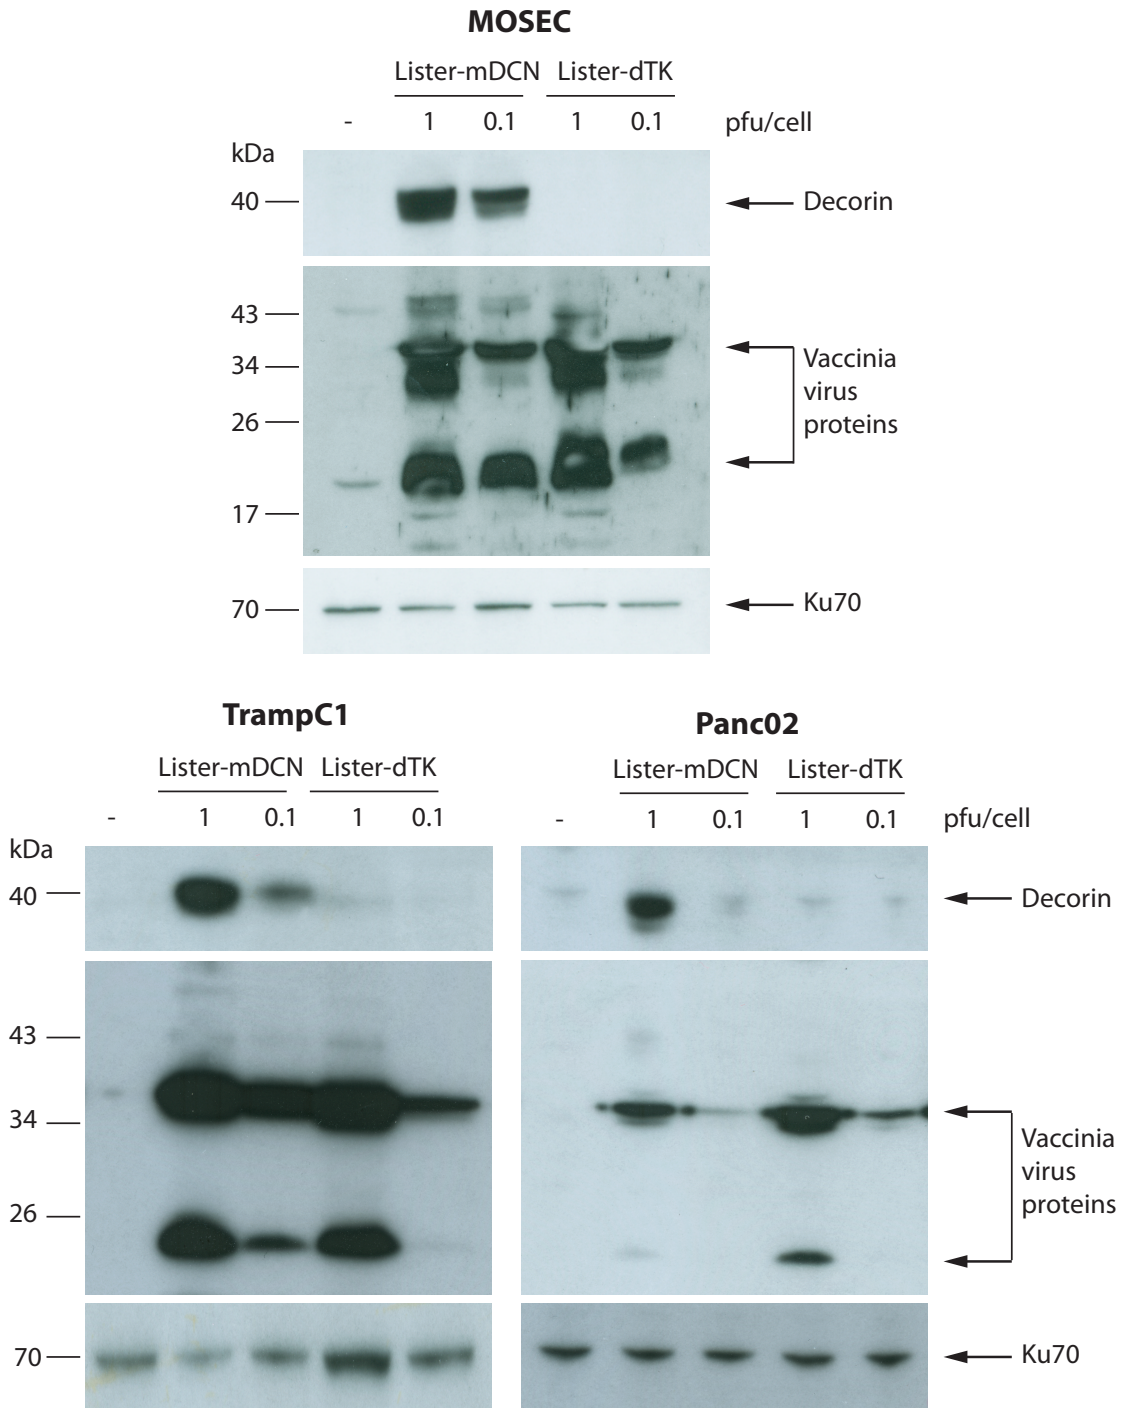 MOSEC
Lister-mDCN Lister-dTK
- 1 0.1 1 0.1 pfu/cell
kDa
40 Decorin
43
34
26
17
Vaccinia
virus
proteins
70 Ku70
TrampC1
Lister-mDCN Lister-dTK
- 1 0.1 1 0.1
kDa
40
43
34
26
70
Panc02
Lister-mDCN Lister-dTK
- 1 0.1 1 0.1 pfu/cell
Decorin
Vaccinia
virus
proteins
Ku70